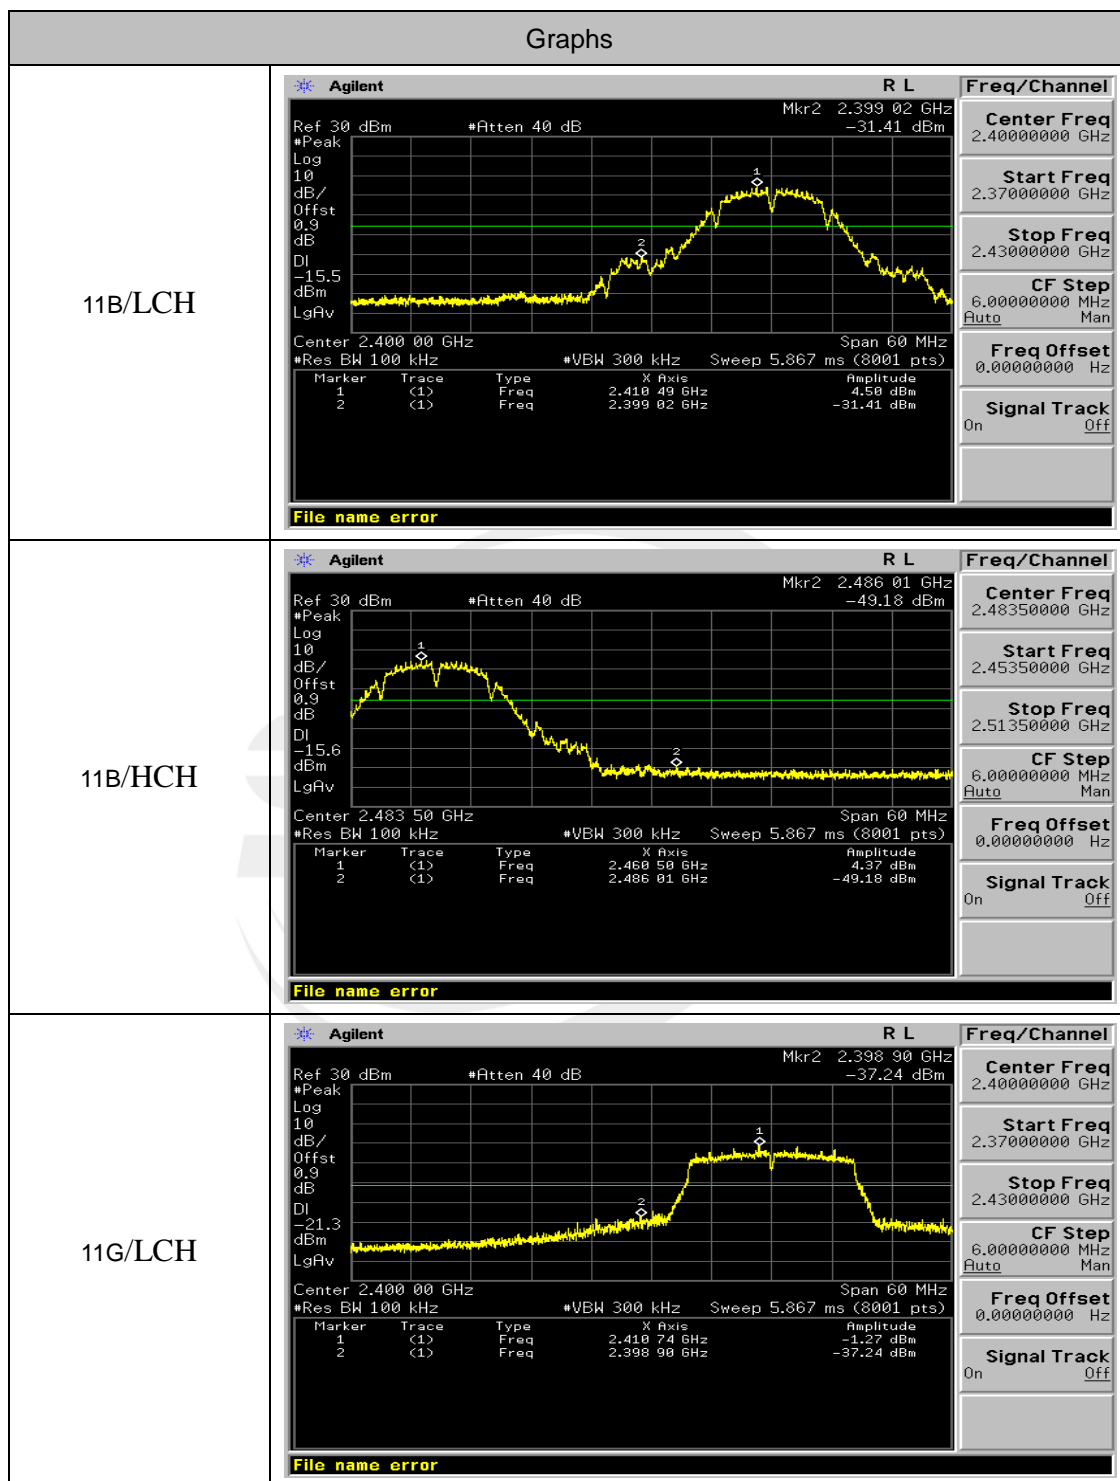 Graphs
11B/LCH
Agilent R L
Mkr2 2.399 02 GHz
Ref 30 dBm #Atten 40 dB -31.41 dBm
#Peak
Log
10
dB/
Offst
0.9
dB
DI
-15.5
dBm
LgAv
1
2
Center 2.400 00 GHz Span 60 MHz
#Res BW 100 kHz #VBW 300 kHz Sweep 5.867 ms (8001 pts)
Marker Trace Type X Axis Amplitude
1 (1) Freq 2.410 49 GHz 4.50 dBm
2 (1) Freq 2.399 02 GHz -31.41 dBm
File name error
Freq/Channel
Center Freq
2.40000000 GHz
Start Freq
2.37000000 GHz
Stop Freq
2.43000000 GHz
CF Step
6.00000000 MHz
Auto Man
Freq Offset
0.00000000 Hz
Signal Track
On Off
11B/HCH
Agilent R L
Mkr2 2.486 01 GHz
Ref 30 dBm #Atten 40 dB -49.18 dBm
#Peak
Log
10
dB/
Offst
0.9
dB
DI
-15.6
dBm
LgAv
1
2
Center 2.483 50 GHz Span 60 MHz
#Res BW 100 kHz #VBW 300 kHz Sweep 5.867 ms (8001 pts)
Marker Trace Type X Axis Amplitude
1 (1) Freq 2.460 50 GHz 4.37 dBm
2 (1) Freq 2.486 01 GHz -49.18 dBm
File name error
Freq/Channel
Center Freq
2.48350000 GHz
Start Freq
2.45350000 GHz
Stop Freq
2.51350000 GHz
CF Step
6.00000000 MHz
Auto Man
Freq Offset
0.00000000 Hz
Signal Track
On Off
11G/LCH
Agilent R L
Mkr2 2.398 90 GHz
Ref 30 dBm #Atten 40 dB -37.24 dBm
#Peak
Log
10
dB/
Offst
0.9
dB
DI
-21.3
dBm
LgAv
1
2
Center 2.400 00 GHz Span 60 MHz
#Res BW 100 kHz #VBW 300 kHz Sweep 5.867 ms (8001 pts)
Marker Trace Type X Axis Amplitude
1 (1) Freq 2.410 74 GHz -1.27 dBm
2 (1) Freq 2.398 90 GHz -37.24 dBm
File name error
Freq/Channel
Center Freq
2.40000000 GHz
Start Freq
2.37000000 GHz
Stop Freq
2.43000000 GHz
CF Step
6.00000000 MHz
Auto Man
Freq Offset
0.00000000 Hz
Signal Track
On Off